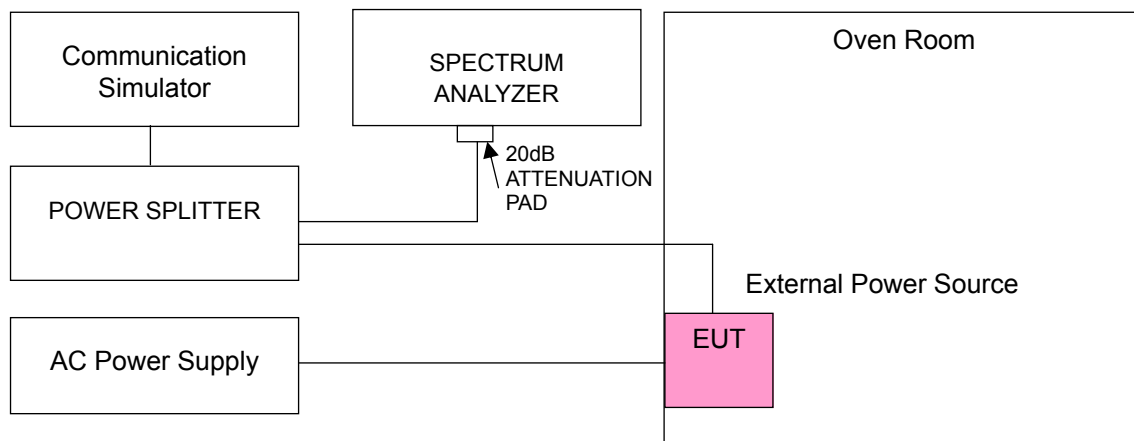 Communication
Simulator
SPECTRUM
ANALYZER
Oven Room
20dB
ATTENUATION
PAD
POWER SPLITTER
External Power Source
EUT
AC Power Supply